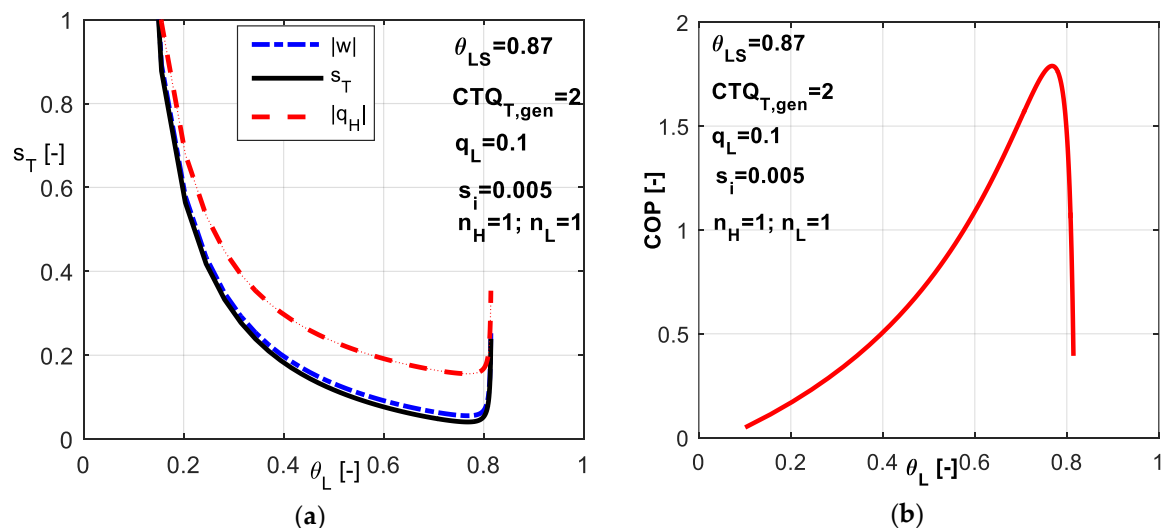 1
0.8
0.6
0.4
0.2
0
s_T [-]
0
0.2
0.4
0.6
0.8
1
θ_L [-]
|w|
s_T
|q_H|
θ_LS=0.87
CTQ_T,gen=2
q_L=0.1
s_i=0.005
n_H=1; n_L=1
(a)
2
1.5
1
0.5
0
COP [-]
0
0.2
0.4
0.6
0.8
1
θ_L [-]
θ_LS=0.87
CTQ_T,gen=2
q_L=0.1
s_i=0.005
n_H=1; n_L=1
(b)